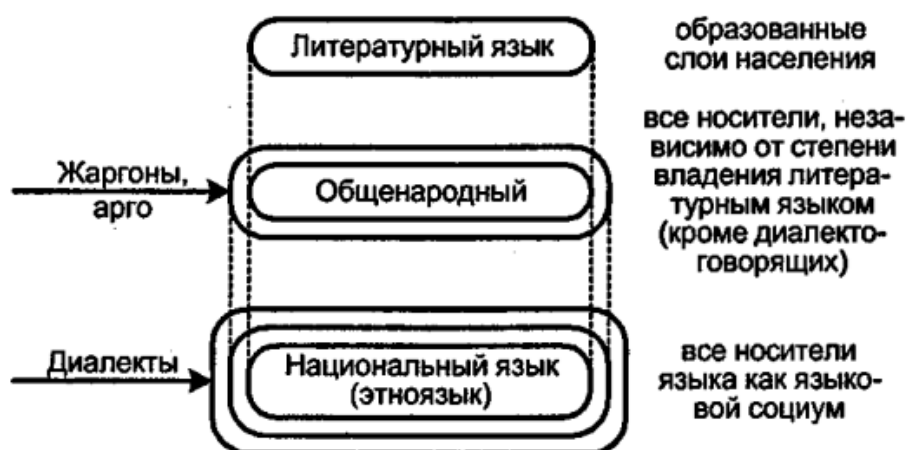 Литературный язык
образованные
слои населения
Жаргоны,
арго
Общенародный
все носители, неза-
висимо от степени
владения литера-
турным языком
(кроме диалекто-
говорящих)
Диалекты
Национальный язык
(этноязык)
все носители
языка как языко-
вой социум